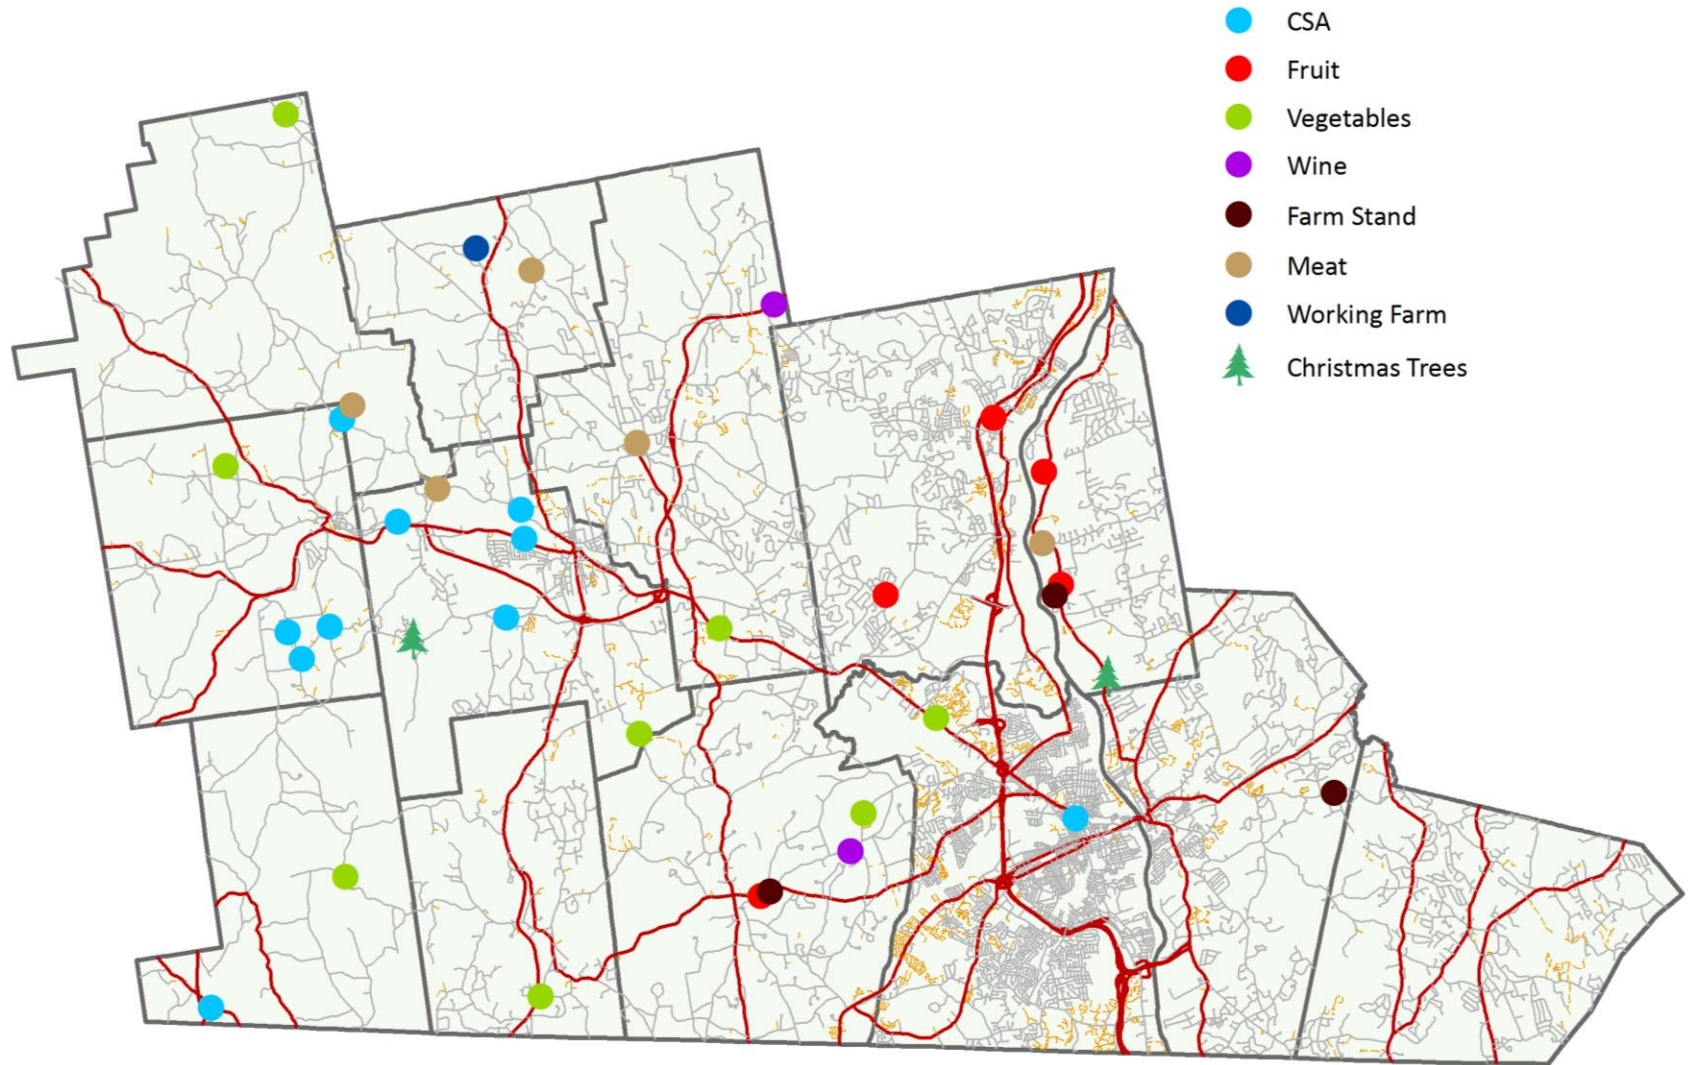 CSA
Fruit
Vegetables
Wine
Farm Stand
Meat
Working Farm
Christmas Trees